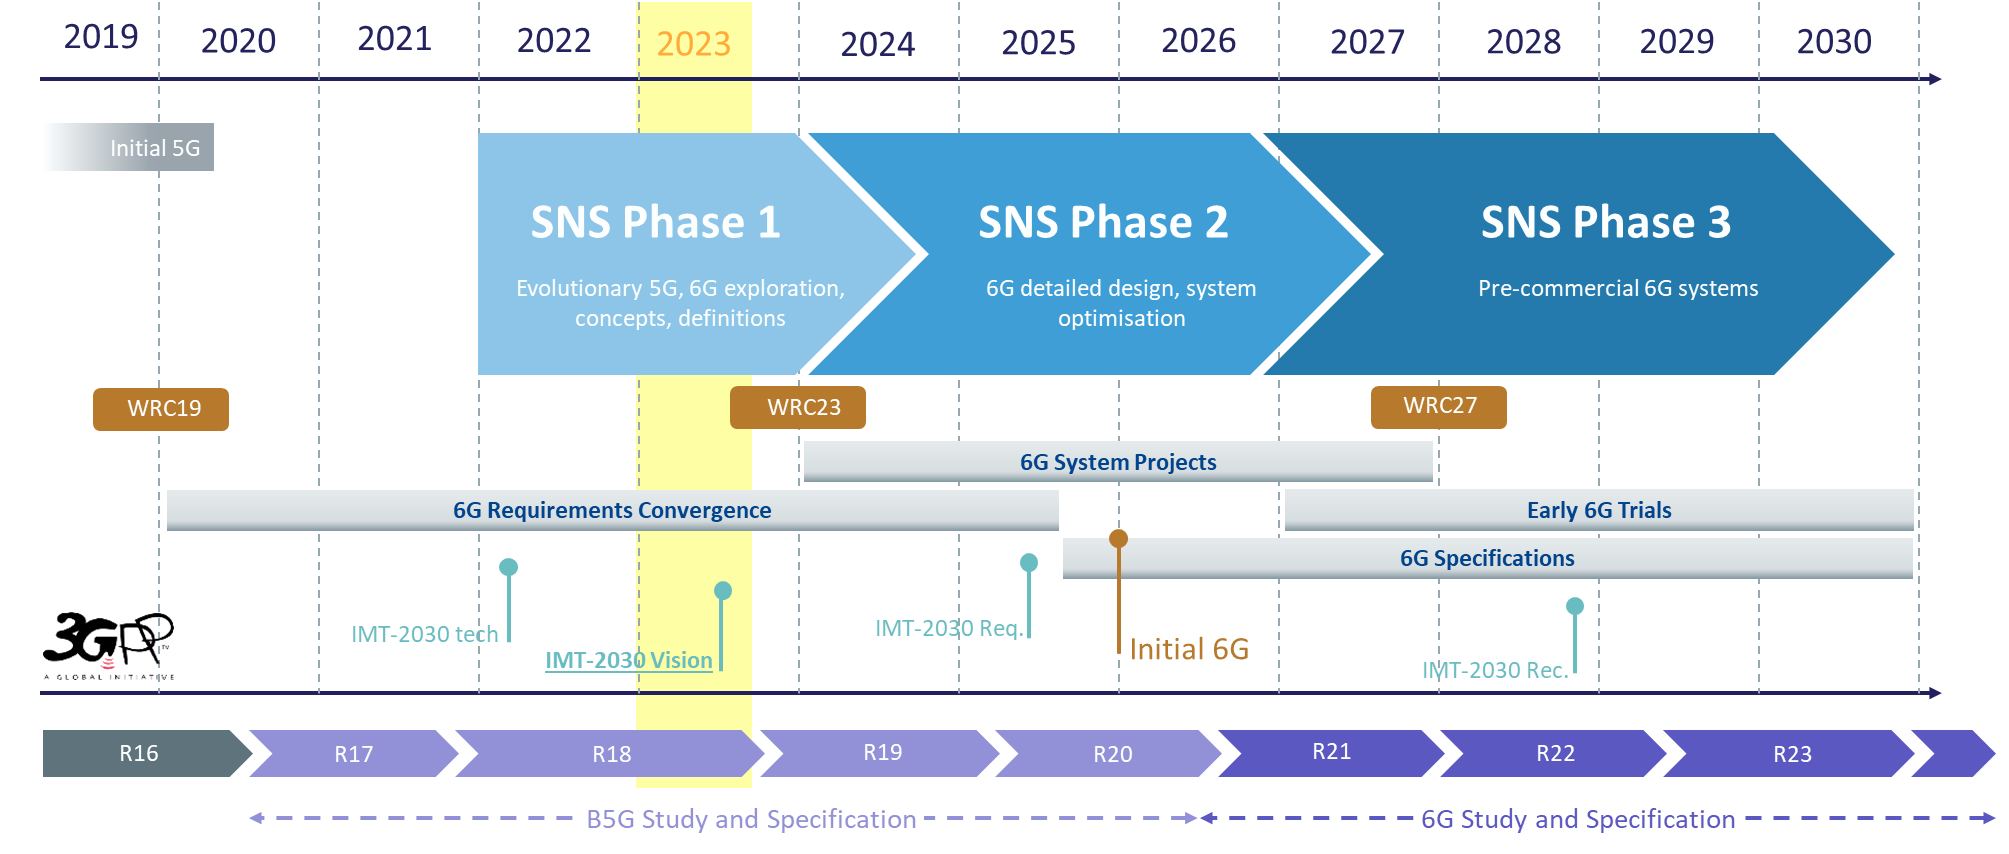 2019 2020 2021 2022 2023 2024 2025 2026 2027 2028 2029 2030
Initial 5G
SNS Phase 1
Evolutionary 5G, 6G exploration,
concepts, definitions
SNS Phase 2
6G detailed design, system
optimisation
SNS Phase 3
Pre-commercial 6G systems
WRC19
WRC23
WRC27
6G System Projects
6G Requirements Convergence
Early 6G Trials
6G Specifications
IMT-2030 tech
IMT-2030 Vision
IMT-2030 Req.
Initial 6G
IMT-2030 Rec.
3GPP
TM
A GLOBAL INITIATIVE
R16 R17 R18 R19 R20 R21 R22 R23
B5G Study and Specification
6G Study and Specification